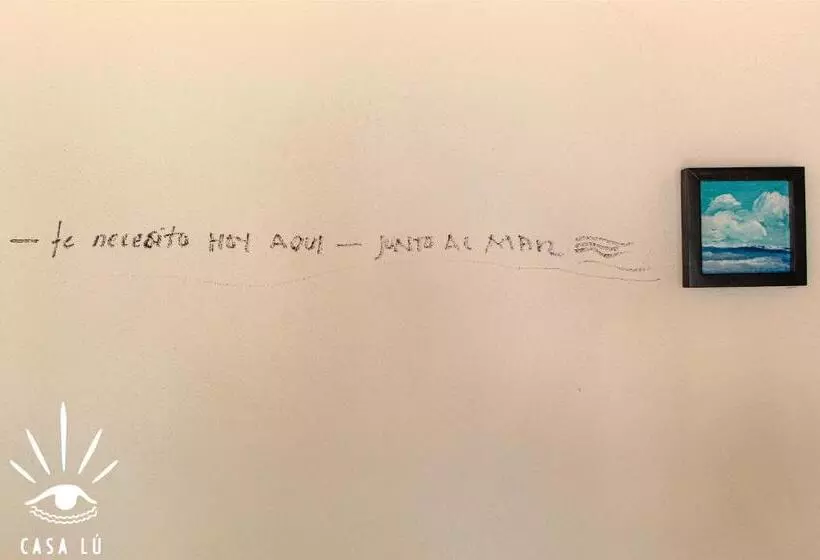 — te necesito HOY AQUI — JUNTO AL MAR
CASA LÚ